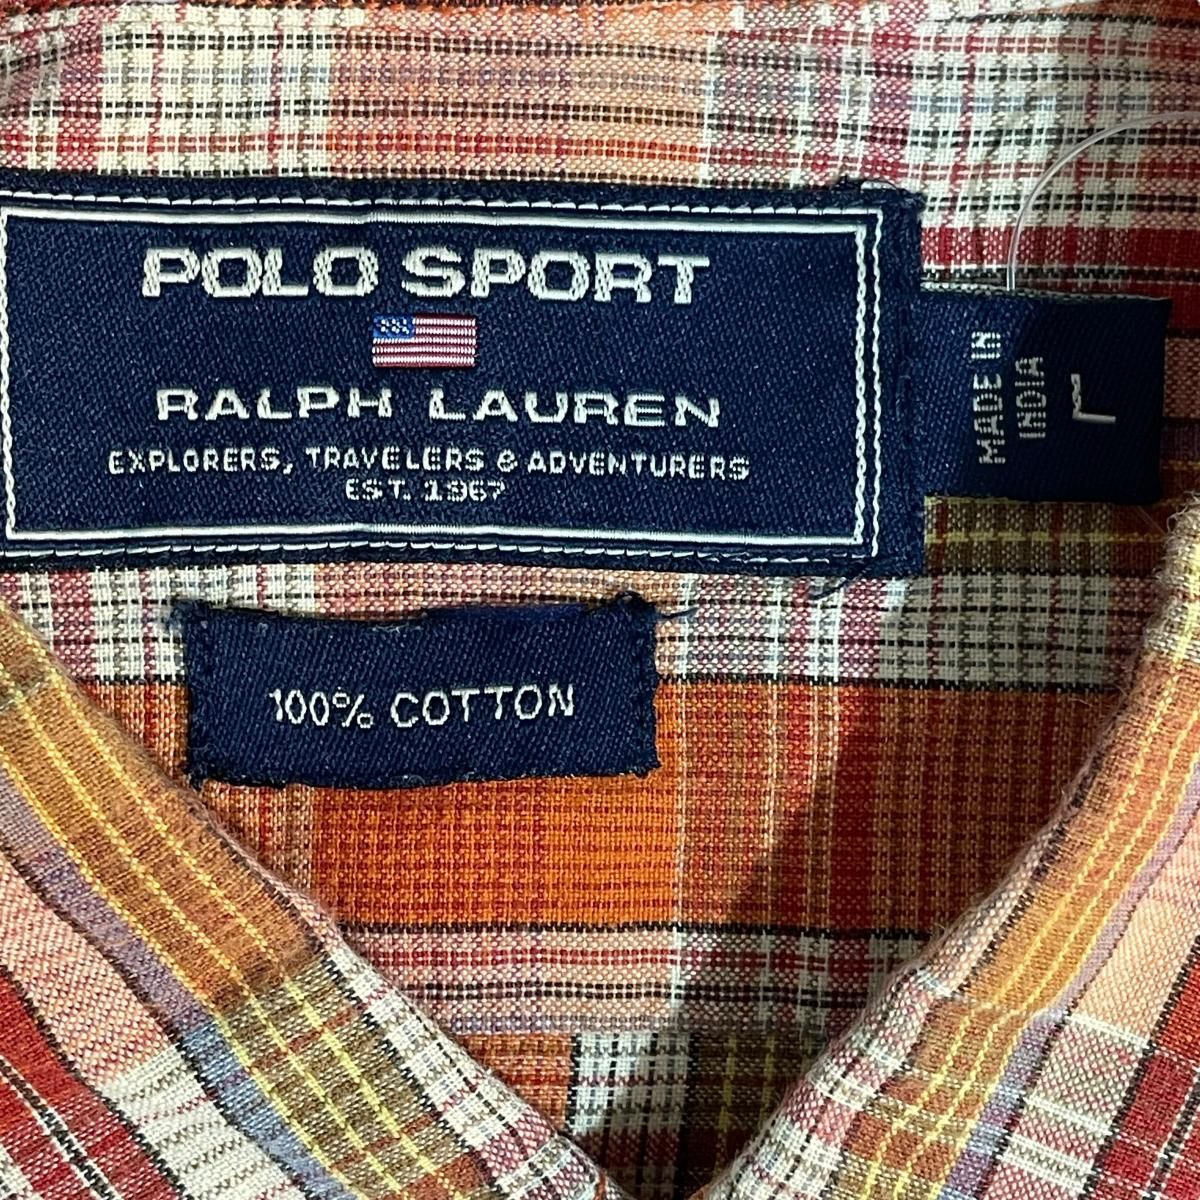 POLO SPORT
RALPH LAUREN
EXPLORERS, TRAVELERS & ADVENTURERS
EST. 1967
MADE IN
INDIA
L
100% COTTON